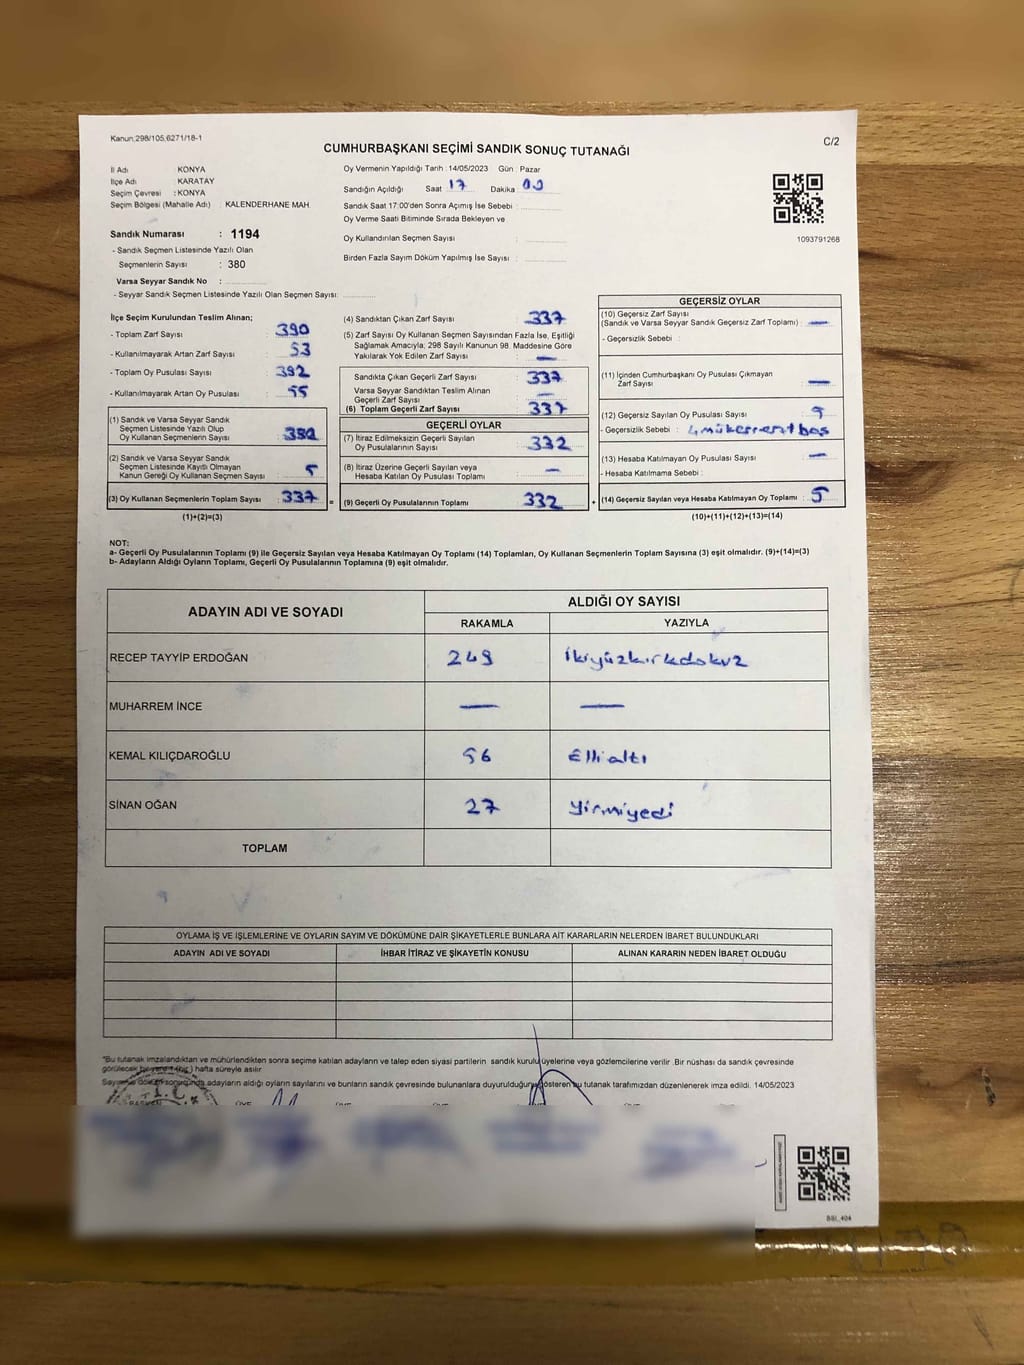 Kanun:298/105,6271/18-1
CUMHURBAŞKANI SEÇİMİ SANDIK SONUÇ TUTANAĞI
C/2
İl Adı KONYA
İlçe Adı KARATAY
Seçim Çevresi : KONYA
Seçim Bölgesi (Mahalle Adı) : KALENDERHANE MAH.
Oy Vermenin Yapıldığı Tarih : 14/05/2023 Gün : Pazar
Sandığın Açıldığı Saat : 17 Dakika : 00
Sandık Saat 17:00'den Sonra Açımış İse Sebebi :
Oy Verme Saati Bitiminde Sırada Bekleyen ve
Oy Kullandırılan Seçmen Sayısı :
Birden Fazla Sayım Döküm Yapılmış İse Sayısı :
1093791268
Sandık Numarası : 1194
- Sandık Seçmen Listesinde Yazılı Olan
Seçmenlerin Sayısı : 380
Varsa Seyyar Sandık No :
- Seyyar Sandık Seçmen Listesinde Yazılı Olan Seçmen Sayısı:
İlçe Seçim Kurulundan Teslim Alınan;
- Toplam Zarf Sayısı : 390
- Kullanılmayarak Artan Zarf Sayısı : 53
- Toplam Oy Pusulası Sayısı : 392
- Kullanılmayarak Artan Oy Pusulası : 55
(1) Sandık ve Varsa Seyyar Sandık
Seçmen Listesinde Yazılı Olup
Oy Kullanan Seçmenlerin Sayısı :
(2) Sandık ve Varsa Seyyar Sandık
Seçmen Listesinde Kayıtlı Olmayan
Kanun Gereği Oy Kullanan Seçmen Sayısı : 5
(3) Oy Kullanan Seçmenlerin Toplam Sayısı : 337
(1)+(2)=(3)
=
(4) Sandıktan Çıkan Zarf Sayısı : 337
(5) Zarf Sayısı Oy Kullanan Seçmen Sayısından Fazla İse, Eşitliği
Sağlamak Amacıyla; 298 Sayılı Kanunun 98. Maddesine Göre
Yakılarak Yok Edilen Zarf Sayısı : —
Sandıkta Çıkan Geçerli Zarf Sayısı : 337
Varsa Seyyar Sandıktan Teslim Alınan
Geçerli Zarf Sayısı : —
(6) Toplam Geçerli Zarf Sayısı : 337
GEÇERLİ OYLAR
(7) İtiraz Edilmeksizin Geçerli Sayılan
Oy Pusulalarının Sayısı : 332
(8) İtiraz Üzerine Geçerli Sayılan veya
Hesaba Katılan Oy Pusulası Toplamı : —
(9) Geçerli Oy Pusulalarının Toplamı : 332
+
GEÇERSİZ OYLAR
(10) Geçersiz Zarf Sayısı
(Sandık ve Varsa Seyyar Sandık Geçersiz Zarf Toplamı) : —
- Geçersizlik Sebebi :
(11) İçinden Cumhurbaşkanı Oy Pusulası Çıkmayan
Zarf Sayısı : —
(12) Geçersiz Sayılan Oy Pusulası Sayısı :
- Geçersizlik Sebebi : 4 mükerrer 1 boş
(13) Hesaba Katılmayan Oy Pusulası Sayısı : —
- Hesaba Katılmama Sebebi :
(14) Geçersiz Sayılan veya Hesaba Katılmayan Oy Toplamı : 5
(10)+(11)+(12)+(13)=(14)
NOT:
a- Geçerli Oy Pusulalarının Toplamı (9) ile Geçersiz Sayılan veya Hesaba Katılmayan Oy Toplamı (14) Toplamları, Oy Kullanan Seçmenlerin Toplam Sayısına (3) eşit olmalıdır. (9)+(14)=(3)
b- Adayların Aldığı Oyların Toplamı, Geçerli Oy Pusulalarının Toplamına (9) eşit olmalıdır.
ADAYIN ADI VE SOYADI
ALDIĞI OY SAYISI
RAKAMLA YAZIYLA
RECEP TAYYİP ERDOĞAN 249 İkiyüzkırkdokuz
MUHARREM İNCE — —
KEMAL KILIÇDAROĞLU 56 Ellialtı
SİNAN OĞAN 27 Yirmiyedi
TOPLAM
OYLAMA İŞ VE İŞLEMLERİNE VE OYLARIN SAYIM VE DÖKÜMÜNE DAİR ŞİKAYETLERLE BUNLARA AİT KARARLARIN NELERDEN İBARET BULUNDUKLARI
ADAYIN ADI VE SOYADI İHBAR İTİRAZ VE ŞİKAYETİN KONUSU ALINAN KARARIN NEDEN İBARET OLDUĞU
*Bu tutanak imzalandıktan ve mühürlendikten sonra seçime katılan adayların ve talep eden siyasi partilerin sandık kurulu üyelerine veya gözlemcilerine verilir .Bir nüshası da sandık çevresinde
görülecek bir yere 1 (bir) hafta süreyle asılır.
Sayım ve döküm sonucunda adayların aldığı oyların sayılarını ve bunların sandık çevresinde bulunanlara duyurulduğunu gösteren bu tutanak tarafımızdan düzenlenerek imza edildi. 14/05/2023
T.C.